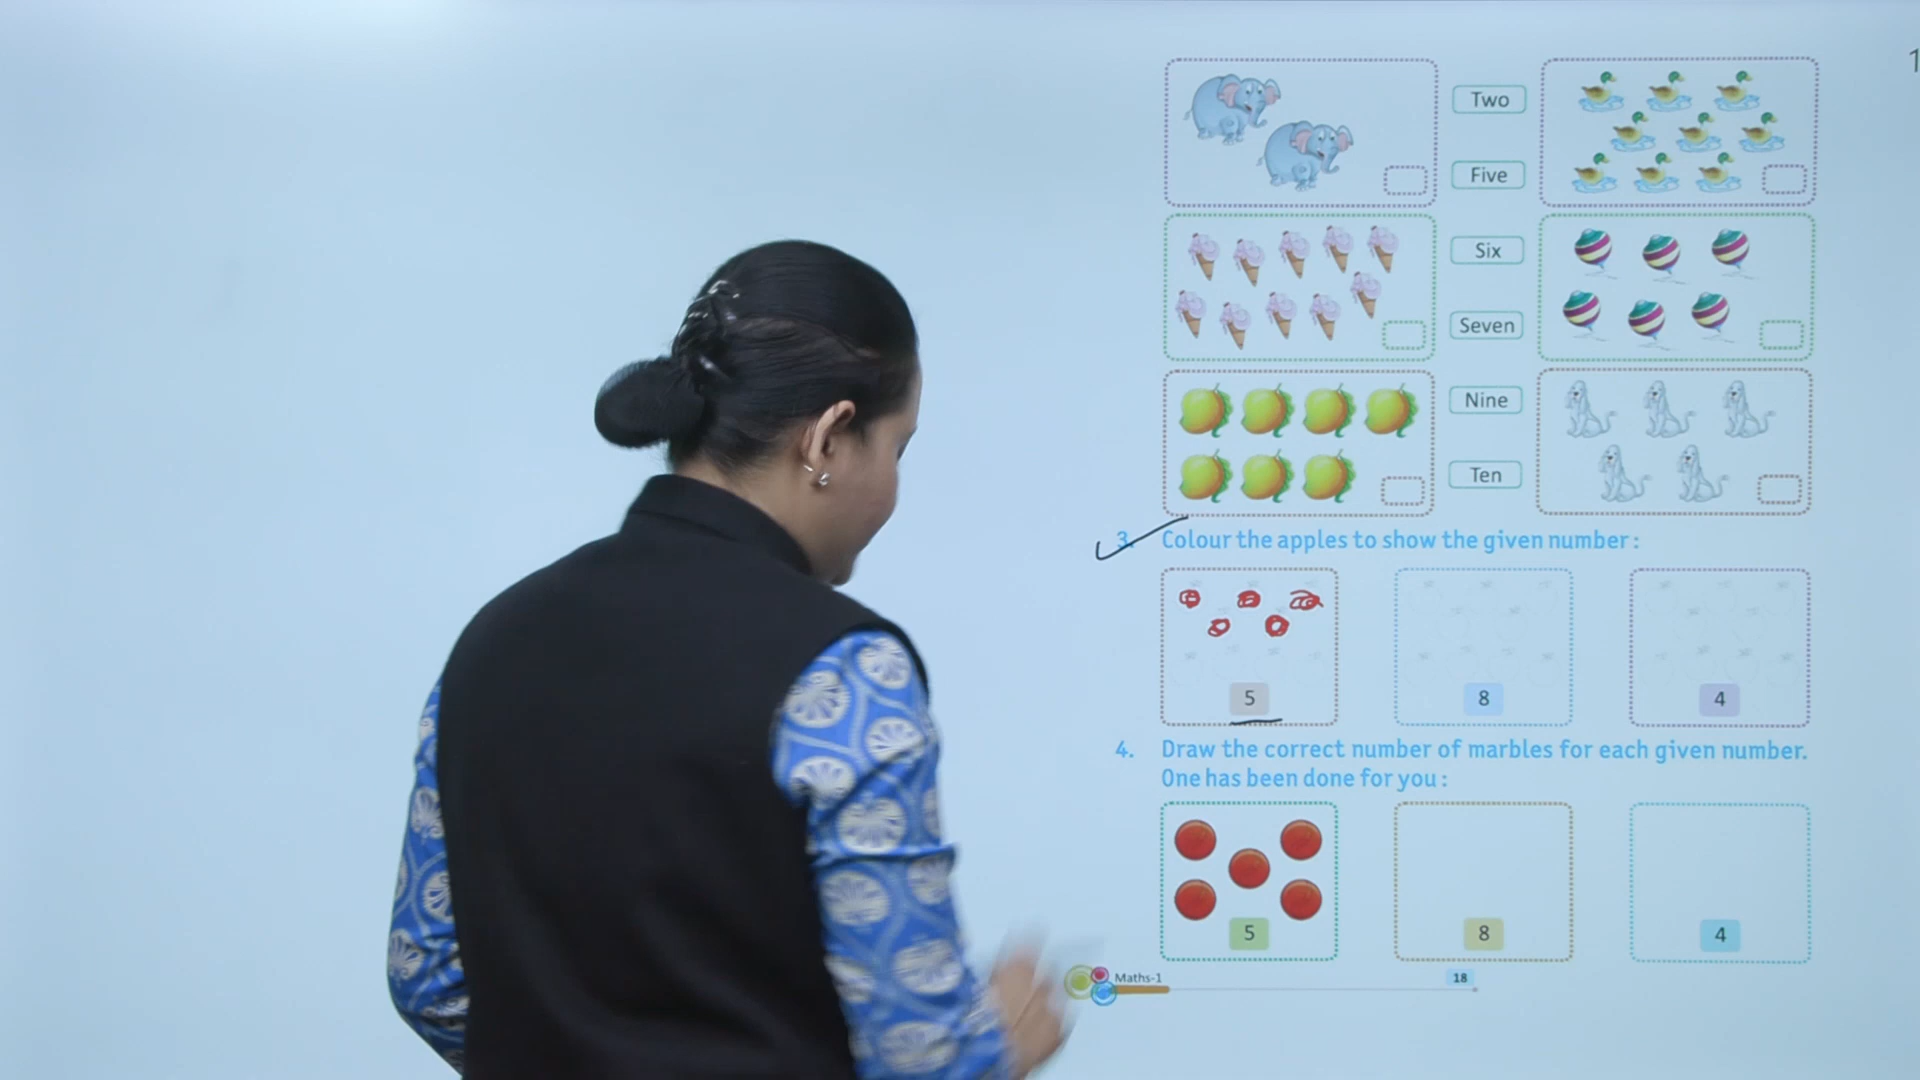 1
Two
Five
Six
Seven
Nine
Ten
3. Colour the apples to show the given number :
5
8
4
4. Draw the correct number of marbles for each given number.
One has been done for you :
5
8
4
Maths-1
18